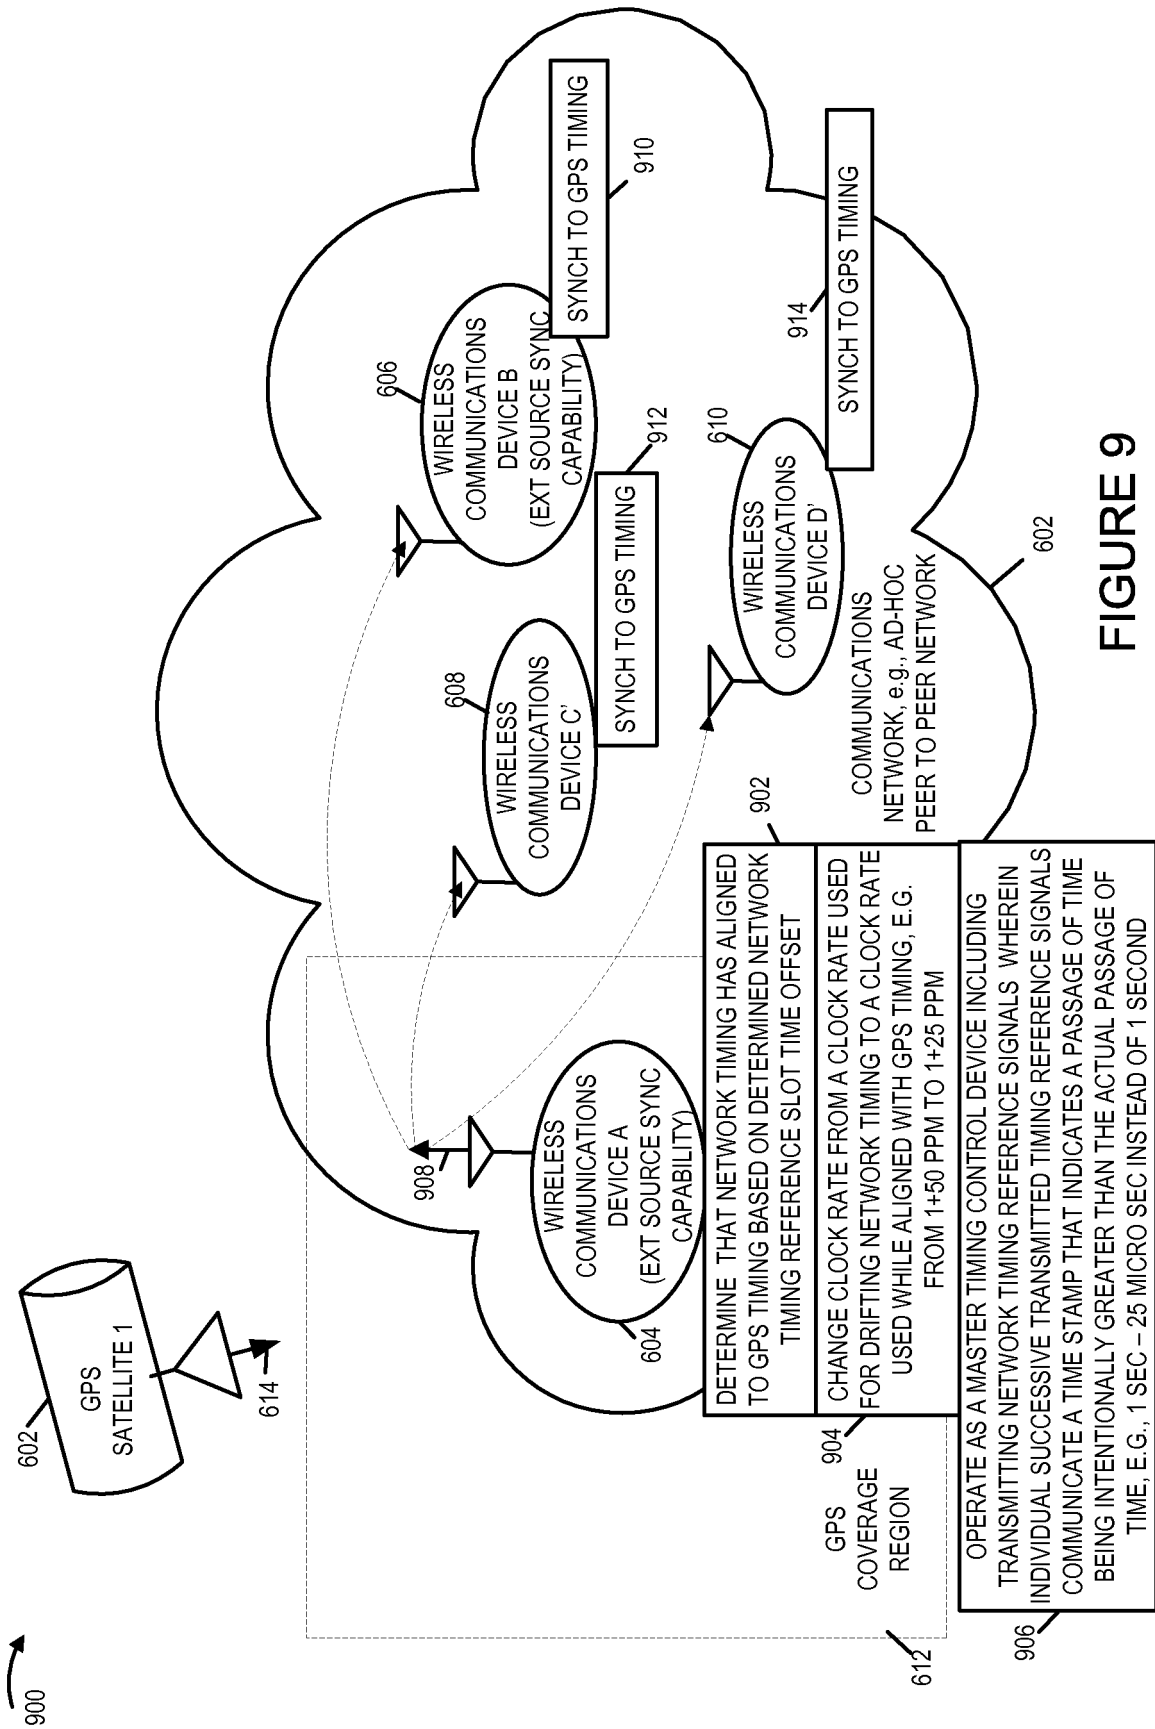 900
602
GPS
SATELLITE 1
614
612
GPS
COVERAGE
REGION
604
WIRELESS
COMMUNICATIONS
DEVICE A
(EXT SOURCE SYNC
CAPABILITY)
908
608
WIRELESS
COMMUNICATIONS
DEVICE C'
912
SYNCH TO GPS TIMING
606
WIRELESS
COMMUNICATIONS
DEVICE B
(EXT SOURCE SYNC
CAPABILITY)
910
SYNCH TO GPS TIMING
610
WIRELESS
COMMUNICATIONS
DEVICE D'
914
SYNCH TO GPS TIMING
902
DETERMINE THAT NETWORK TIMING HAS ALIGNED
TO GPS TIMING BASED ON DETERMINED NETWORK
TIMING REFERENCE SLOT TIME OFFSET
904
CHANGE CLOCK RATE FROM A CLOCK RATE USED
FOR DRIFTING NETWORK TIMING TO A CLOCK RATE
USED WHILE ALIGNED WITH GPS TIMING, E.G.
FROM 1+50 PPM TO 1+25 PPM
906
OPERATE AS A MASTER TIMING CONTROL DEVICE INCLUDING
TRANSMITTING NETWORK TIMING REFERENCE SIGNALS WHEREIN
INDIVIDUAL SUCCESSIVE TRANSMITTED TIMING REFERENCE SIGNALS
COMMUNICATE A TIME STAMP THAT INDICATES A PASSAGE OF TIME
BEING INTENTIONALLY GREATER THAN THE ACTUAL PASSAGE OF
TIME, E.G., 1 SEC – 25 MICRO SEC INSTEAD OF 1 SECOND
COMMUNICATIONS
NETWORK, e.g., AD-HOC
PEER TO PEER NETWORK
602
FIGURE 9